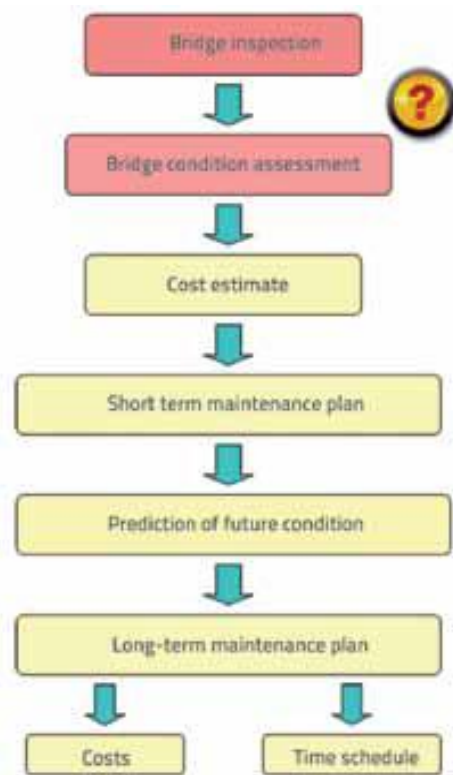 Bridge inspection
?
Bridge condition assessment
Cost estimate
Short term maintenance plan
Prediction of future condition
Long-term maintenance plan
Costs
Time schedule